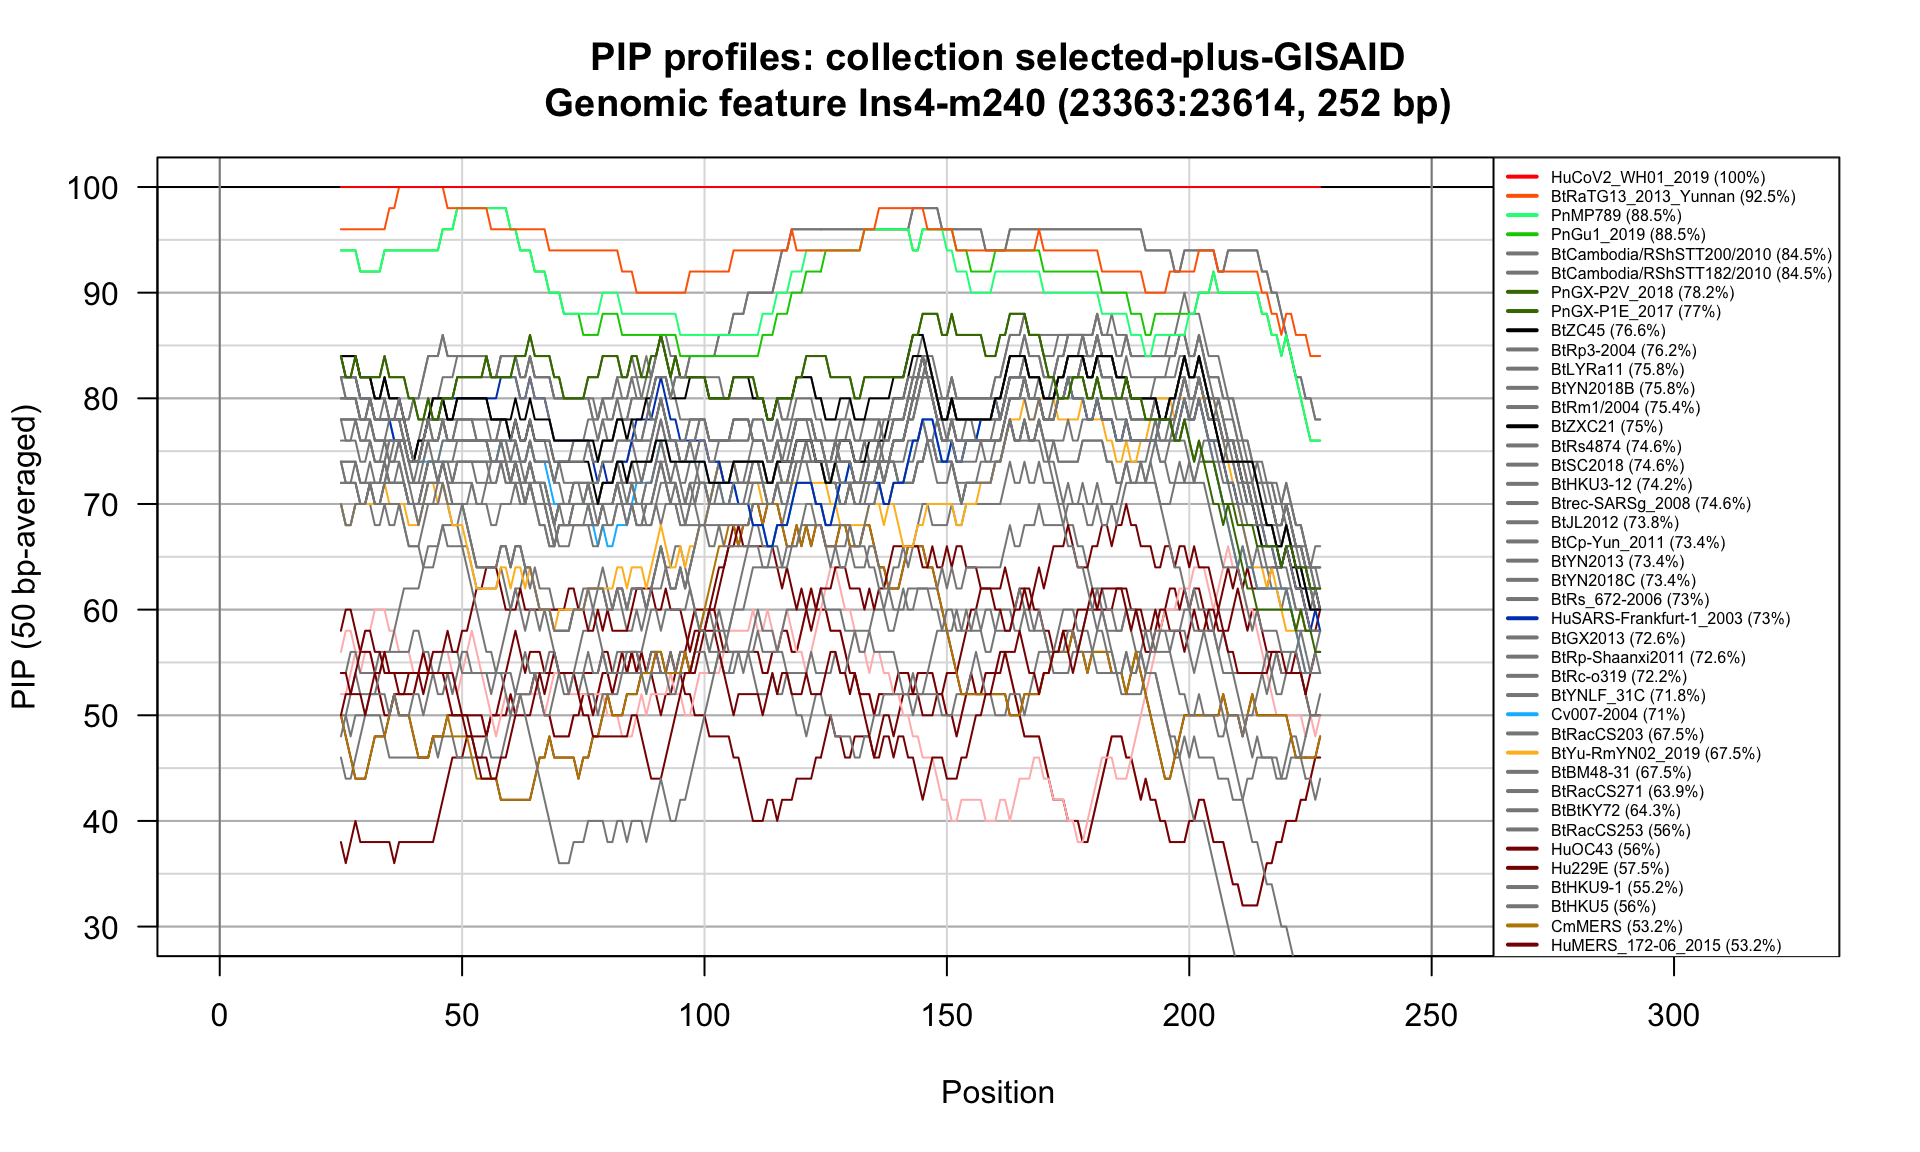 PIP profiles: collection selected-plus-GISAID
Genomic feature Ins4-m240 (23363:23614, 252 bp)
PIP (50 bp-averaged)
100
90
80
70
60
50
40
30
0
50
100
150
200
250
300
Position
HuCoV2_WH01_2019 (100%)
BtRaTG13_2013_Yunnan (92.5%)
PnMP789 (88.5%)
PnGu1_2019 (88.5%)
BtCambodia/RShSTT200/2010 (84.5%)
BtCambodia/RShSTT182/2010 (84.5%)
PnGX-P2V_2018 (78.2%)
PnGX-P1E_2017 (77%)
BtZC45 (76.6%)
BtRp3-2004 (76.2%)
BtLYRa11 (75.8%)
BtYN2018B (75.8%)
BtRm1/2004 (75.4%)
BtZXC21 (75%)
BtRs4874 (74.6%)
BtSC2018 (74.6%)
BtHKU3-12 (74.2%)
Btrec-SARSg_2008 (74.6%)
BtJL2012 (73.8%)
BtCp-Yun_2011 (73.4%)
BtYN2013 (73.4%)
BtYN2018C (73.4%)
BtRs_672-2006 (73%)
HuSARS-Frankfurt-1_2003 (73%)
BtGX2013 (72.6%)
BtRp-Shaanxi2011 (72.6%)
BtRc-o319 (72.2%)
BtYNLF_31C (71.8%)
Cv007-2004 (71%)
BtRacCS203 (67.5%)
BtYu-RmYN02_2019 (67.5%)
BtBM48-31 (67.5%)
BtRacCS271 (63.9%)
BtBtKY72 (64.3%)
BtRacCS253 (56%)
HuOC43 (56%)
Hu229E (57.5%)
BtHKU9-1 (55.2%)
BtHKU5 (56%)
CmMERS (53.2%)
HuMERS_172-06_2015 (53.2%)